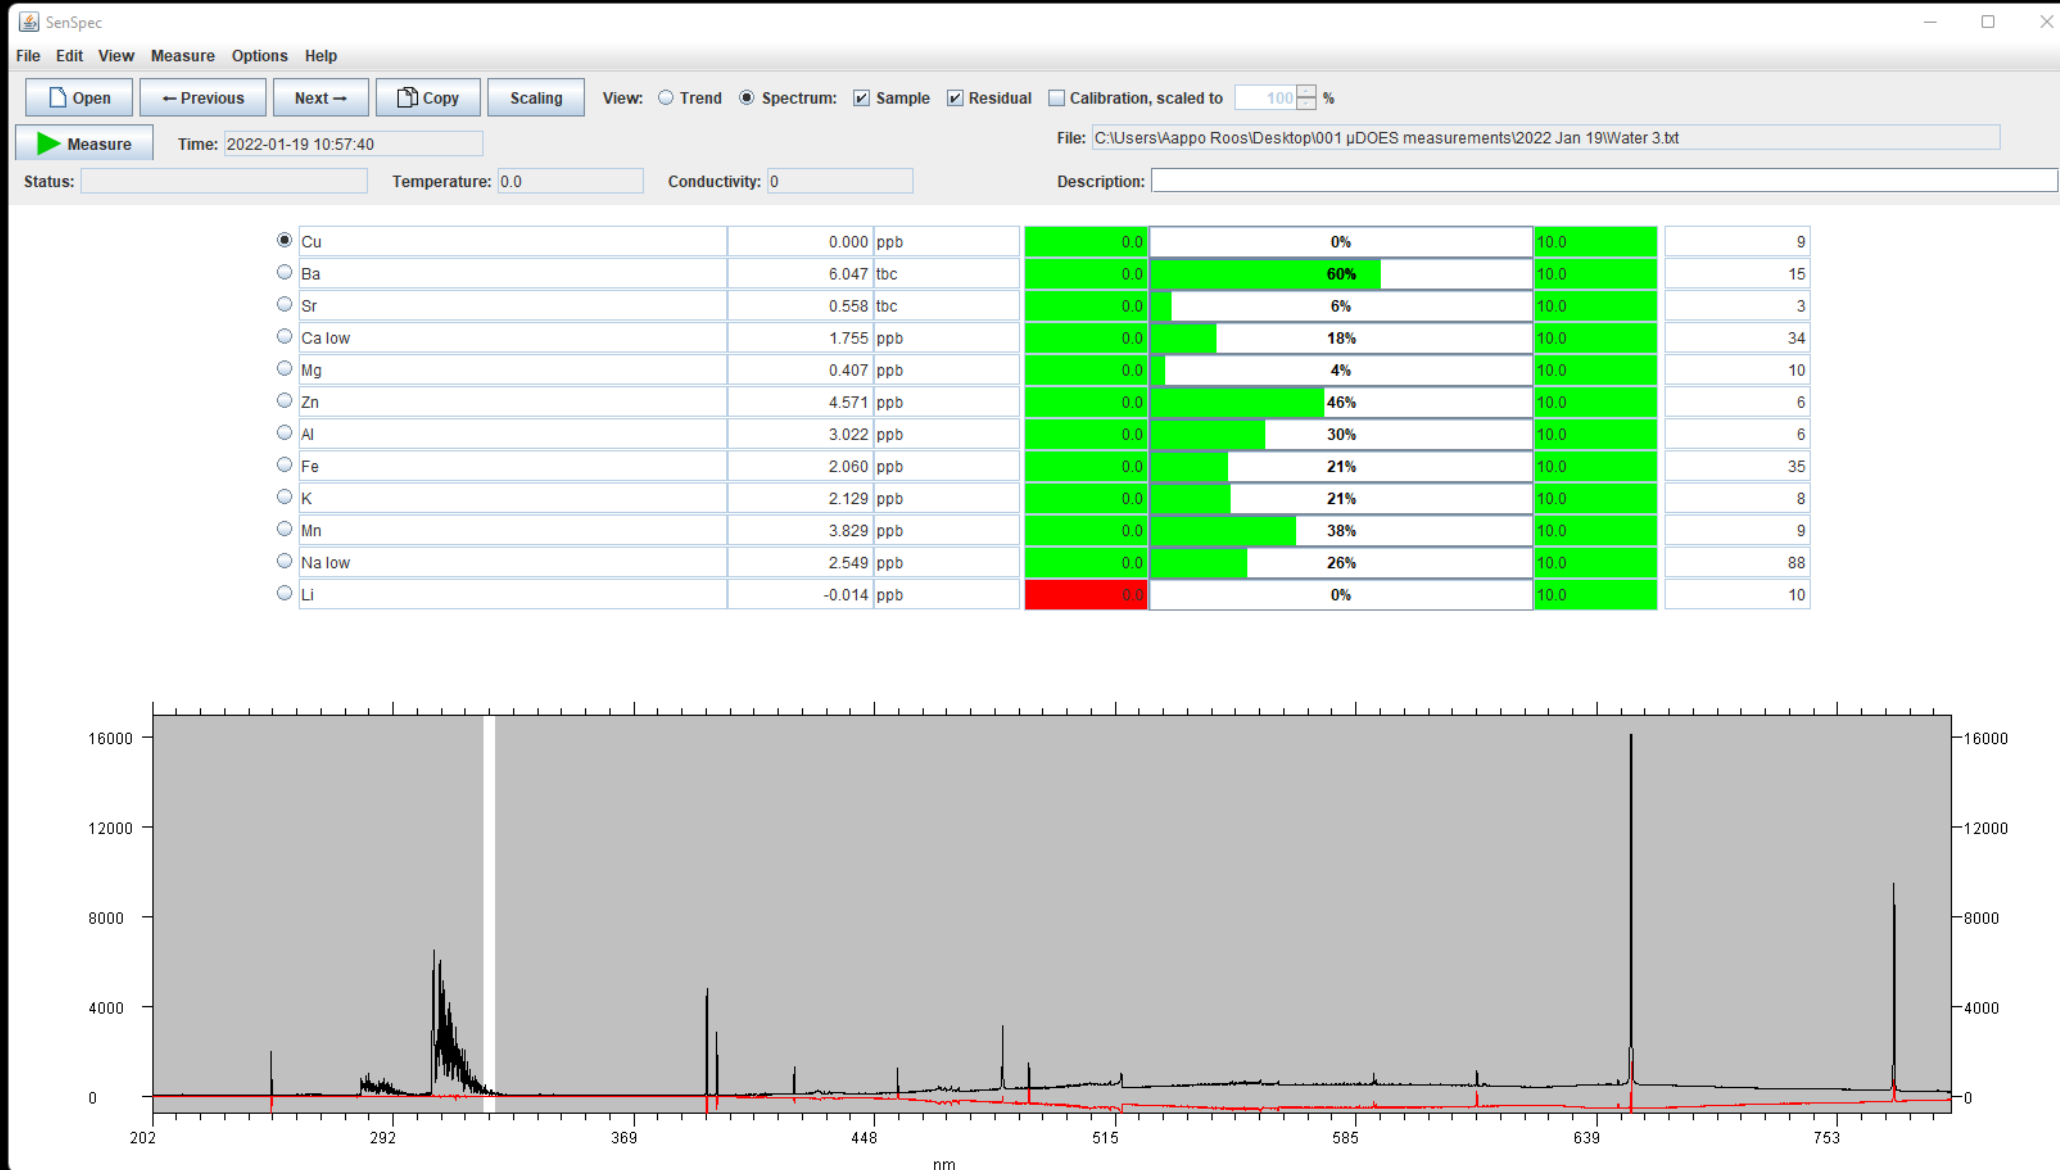 SenSpec
File Edit View Measure Options Help
Open ←Previous Next→ Copy Scaling View: Trend Spectrum: Sample Residual Calibration, scaled to 100 %
Measure Time: 2022-01-19 10:57:40 File: C:\Users\Aappo Roos\Desktop\001 µDOES measurements\2022 Jan 19\Water 3.txt
Status: Temperature: 0.0 Conductivity: 0 Description:
Cu 0.000 ppb 0.0 0% 10.0 9
Ba 6.047 tbc 0.0 60% 10.0 15
Sr 0.558 tbc 0.0 6% 10.0 3
Ca low 1.755 ppb 0.0 18% 10.0 34
Mg 0.407 ppb 0.0 4% 10.0 10
Zn 4.571 ppb 0.0 46% 10.0 6
Al 3.022 ppb 0.0 30% 10.0 6
Fe 2.060 ppb 0.0 21% 10.0 35
K 2.129 ppb 0.0 21% 10.0 8
Mn 3.829 ppb 0.0 38% 10.0 9
Na low 2.549 ppb 0.0 26% 10.0 88
Li -0.014 ppb 0.0 0% 10.0 10
16000 16000
12000 12000
8000 8000
4000 4000
0 0
202 292 369 448 515 585 639 753
nm